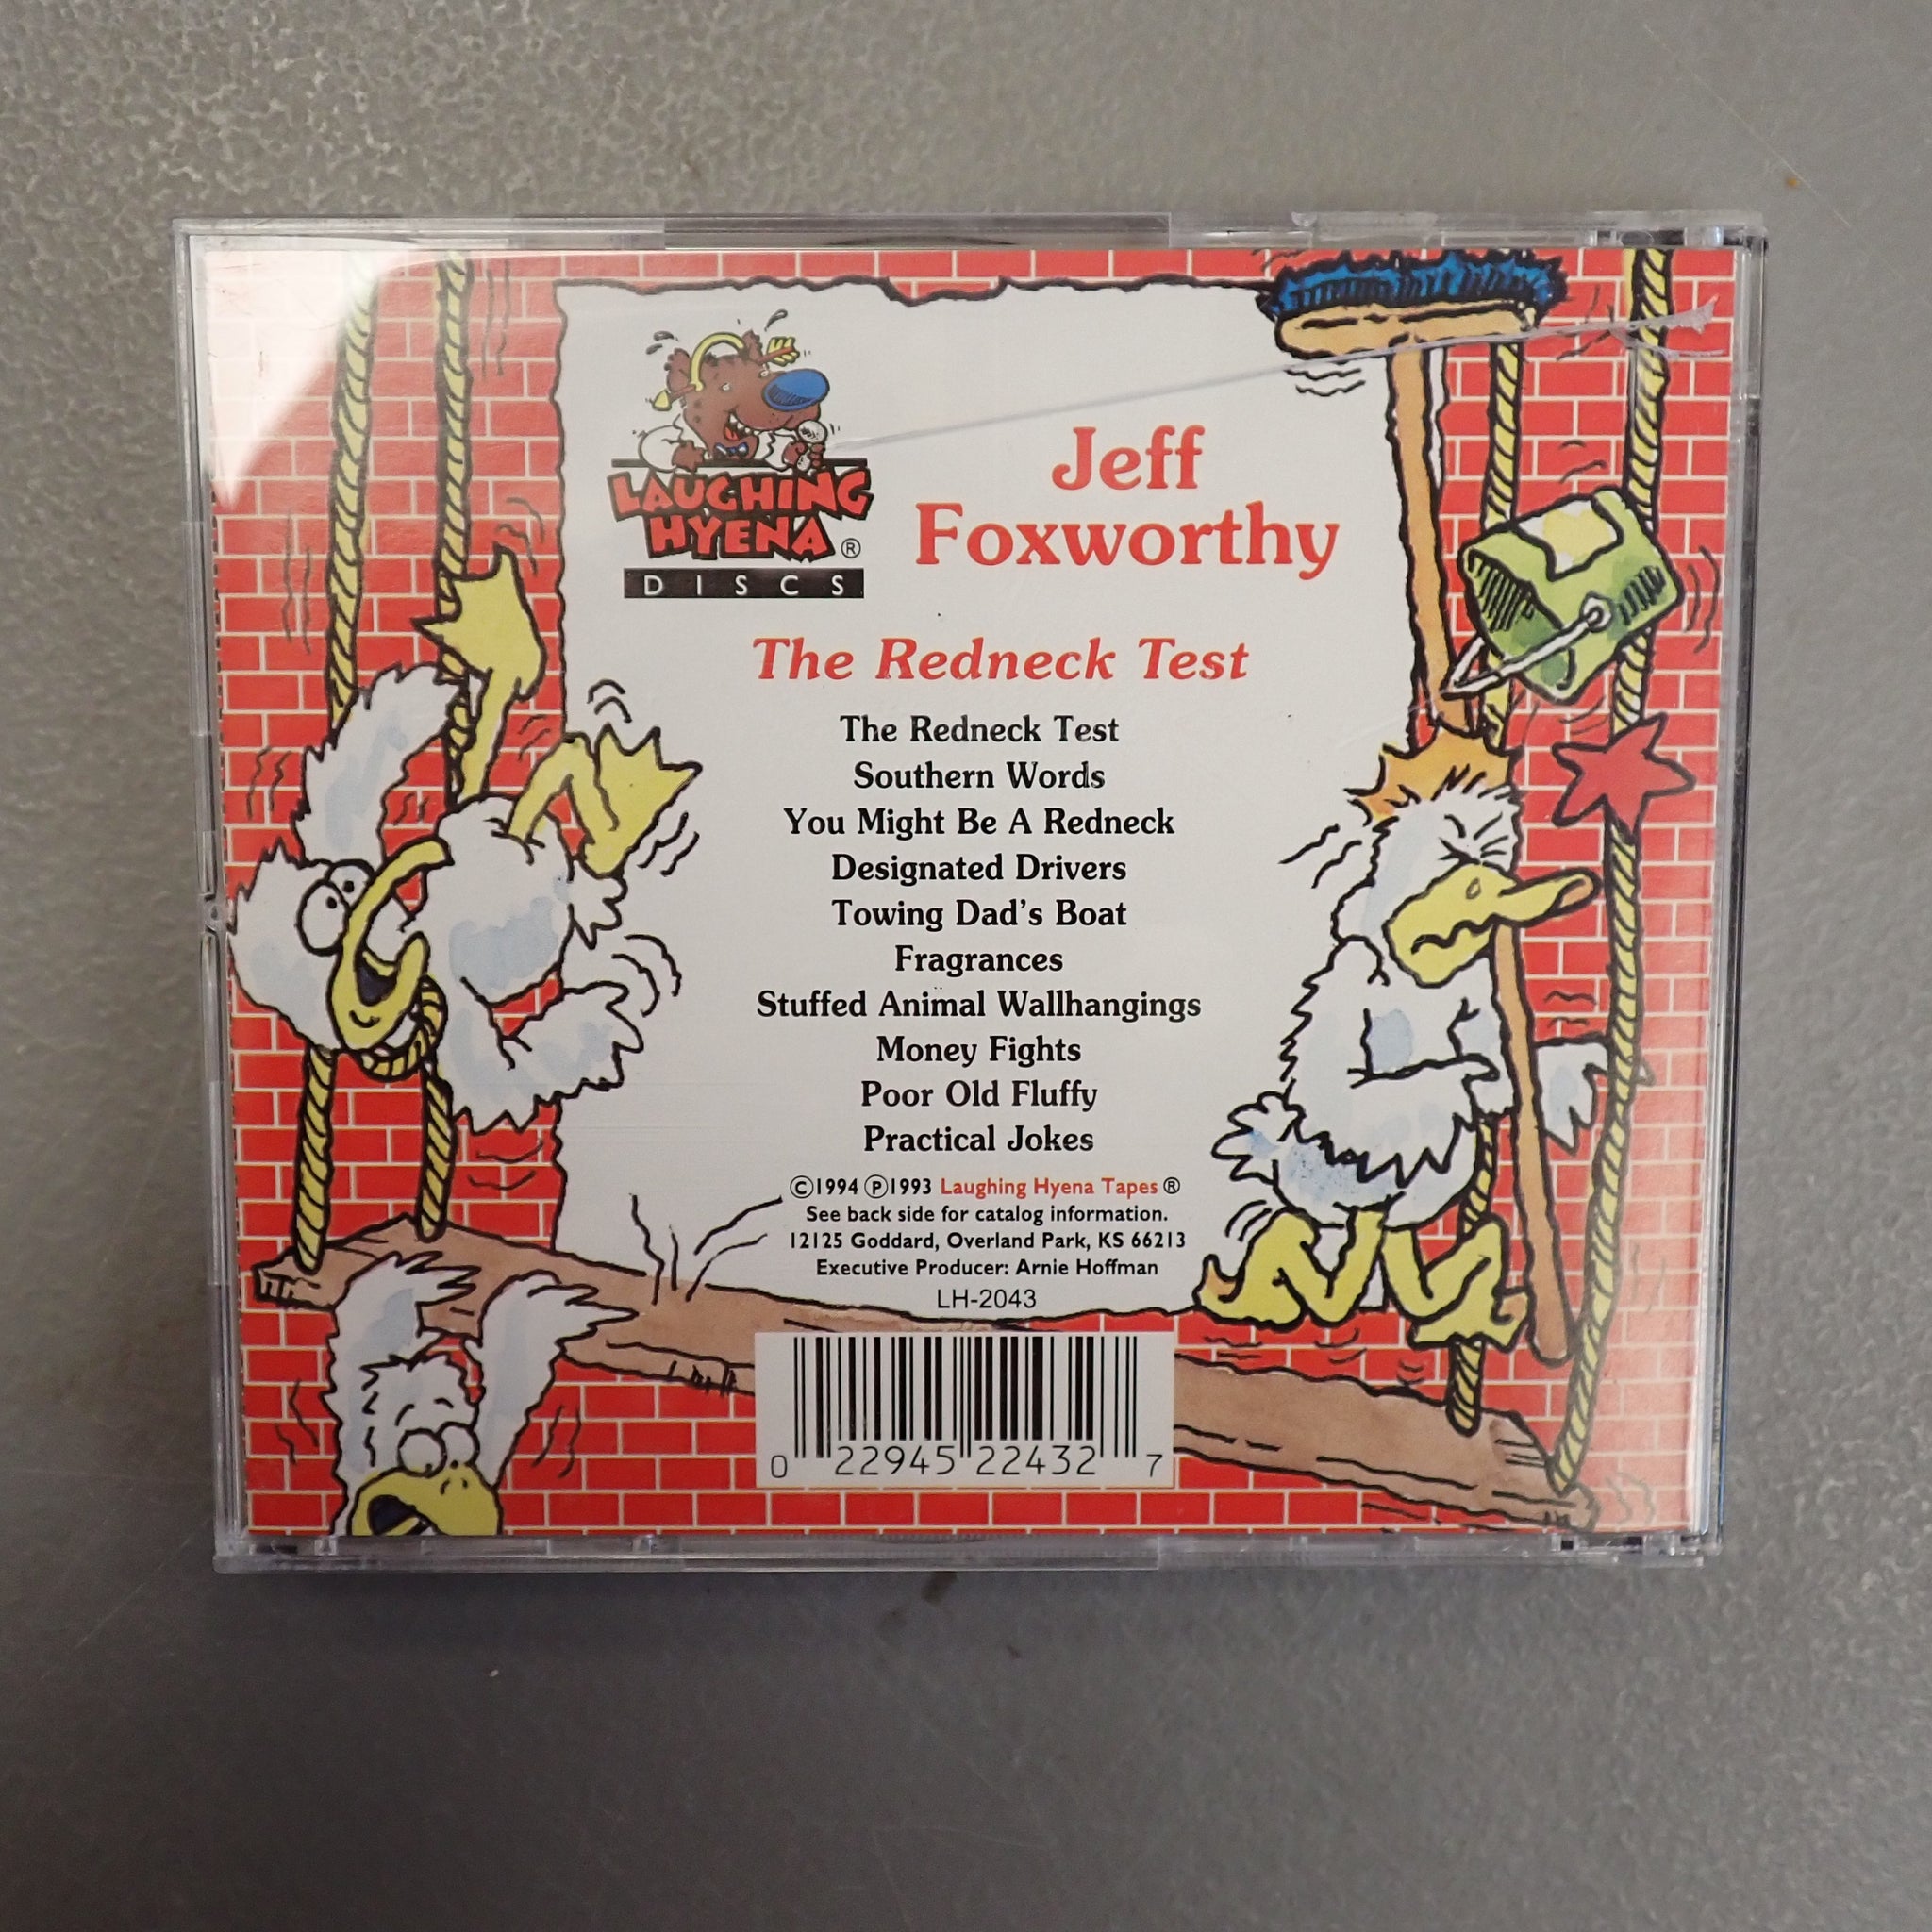 LAUGHING
HYENA ®
DISCS
Jeff
Foxworthy
The Redneck Test
The Redneck Test
Southern Words
You Might Be A Redneck
Designated Drivers
Towing Dad's Boat
Fragrances
Stuffed Animal Wallhangings
Money Fights
Poor Old Fluffy
Practical Jokes
©1994 ℗1993 Laughing Hyena Tapes ®
See back side for catalog information.
12125 Goddard, Overland Park, KS 66213
Executive Producer: Arnie Hoffman
LH-2043
0 22945 22432 7